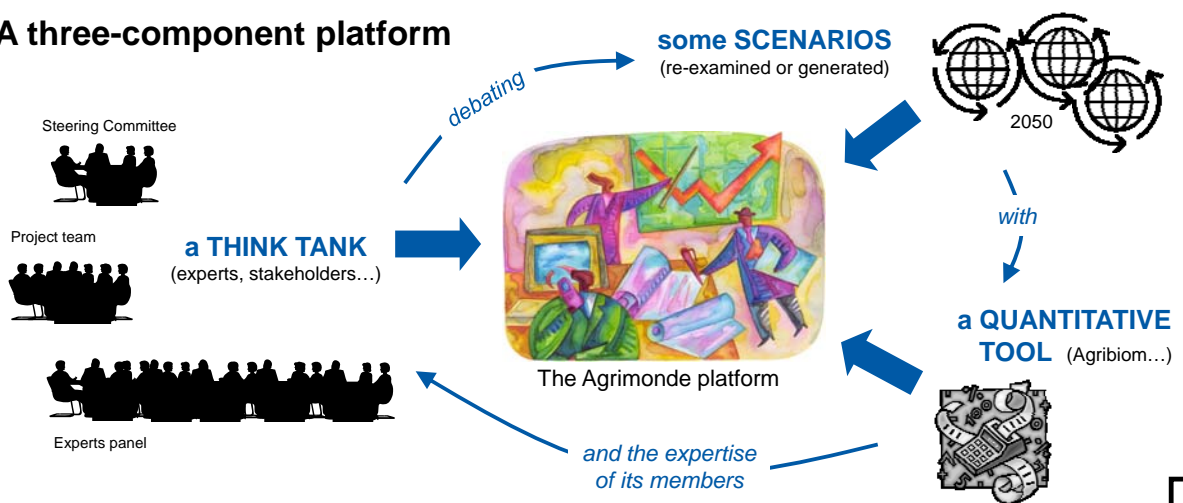 A three-component platform
some SCENARIOS
(re-examined or generated)
debating
2050
Steering Committee
with
Project team
a THINK TANK
(experts, stakeholders…)
a QUANTITATIVE
TOOL (Agribiom…)
The Agrimonde platform
Experts panel
and the expertise
of its members